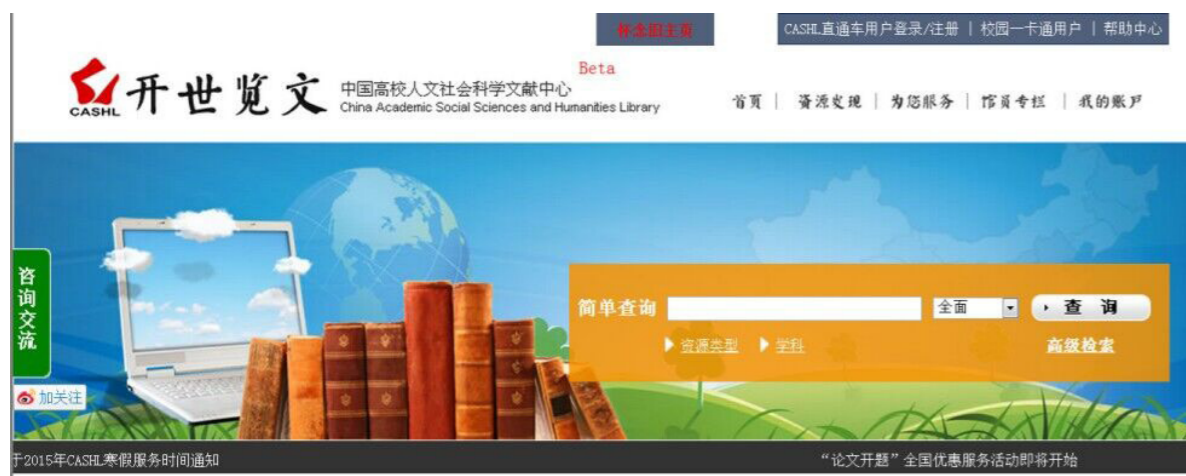 怀念旧主页
CASHL直通车用户登录/注册 | 校园一卡通用户 | 帮助中心
Beta
CASHL 开世览文
中国高校人文社会科学文献中心
China Academic Social Sciences and Humanities Library
首页 | 资源发现 | 为您服务 | 馆员专栏 | 我的账户
咨询交流
简单查询 全面 查 询
资源类型 学科 高级检索
加关注
于2015年CASHL寒假服务时间通知 “论文开题”全国优惠服务活动即将开始